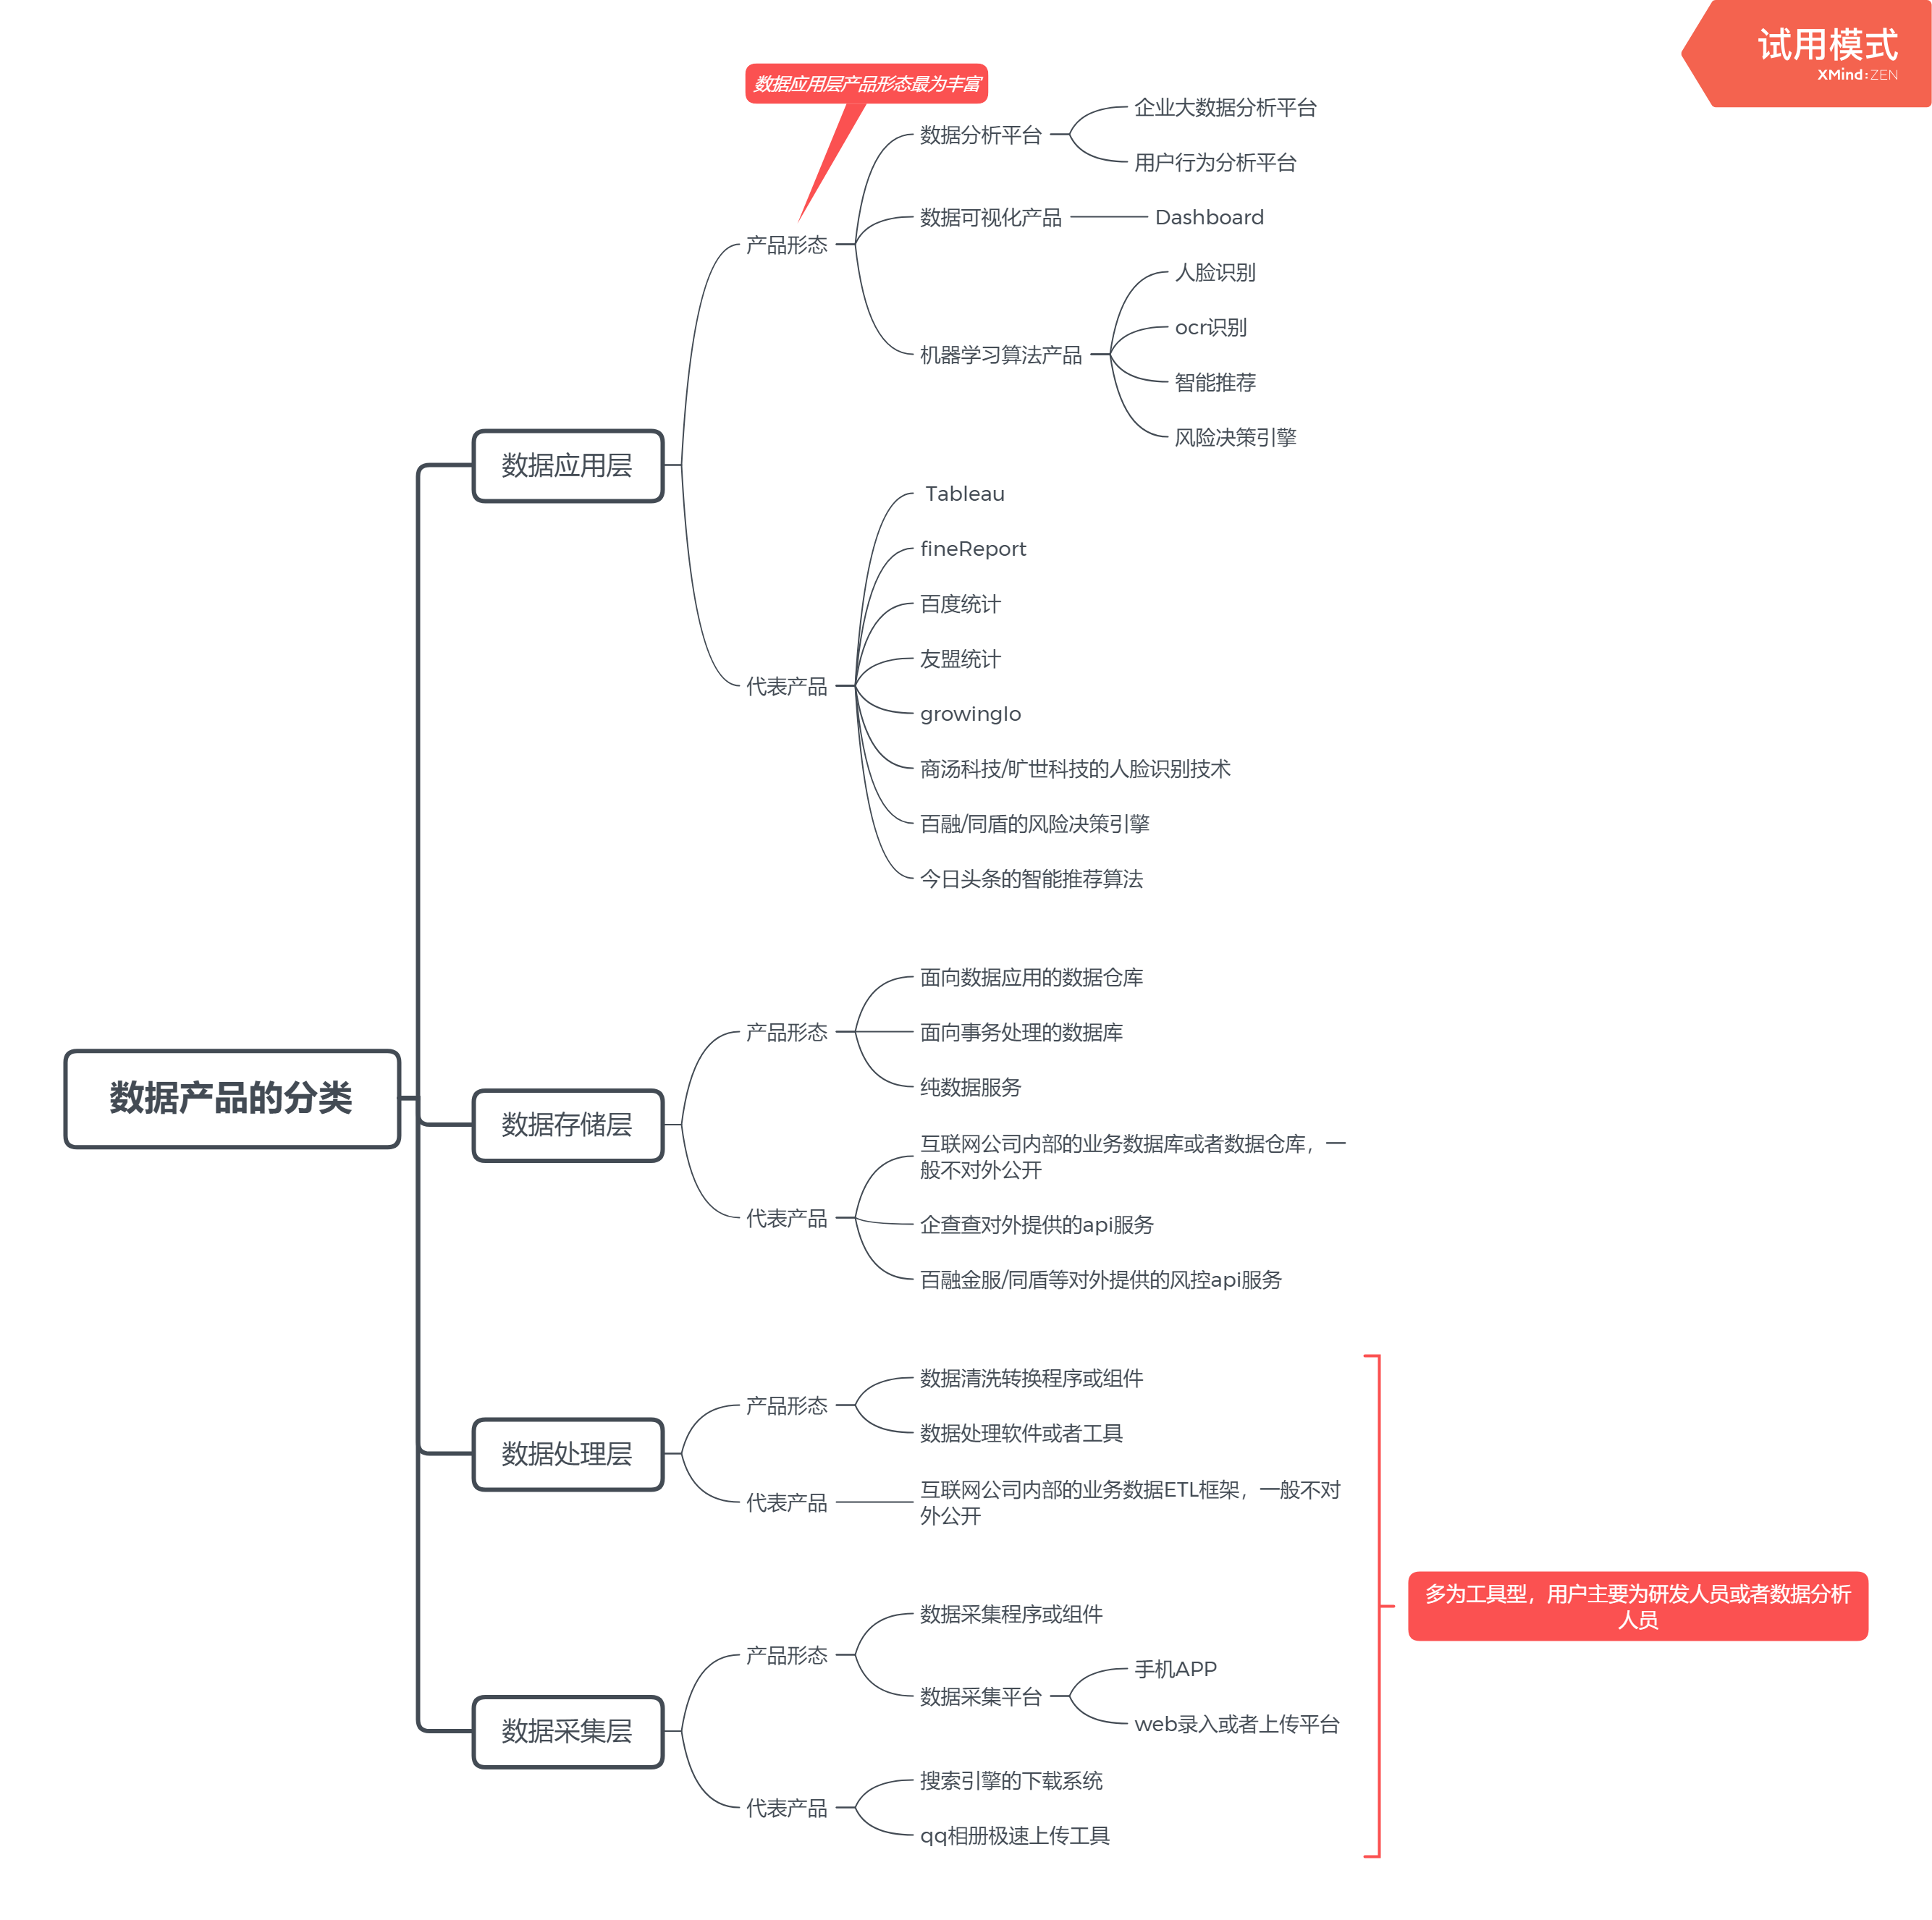 试用模式
XMind:ZEN
数据应用层产品形态最为丰富
企业大数据分析平台
数据分析平台
用户行为分析平台
数据可视化产品
Dashboard
产品形态
人脸识别
ocr识别
机器学习算法产品
智能推荐
风险决策引擎
数据应用层
Tableau
fineReport
百度统计
友盟统计
代表产品
growingIo
商汤科技/旷世科技的人脸识别技术
百融/同盾的风险决策引擎
今日头条的智能推荐算法
面向数据应用的数据仓库
产品形态
面向事务处理的数据库
纯数据服务
数据产品的分类
数据存储层
互联网公司内部的业务数据库或者数据仓库，一
般不对外公开
代表产品
企查查对外提供的api服务
百融金服/同盾等对外提供的风控api服务
数据清洗转换程序或组件
产品形态
数据处理软件或者工具
数据处理层
互联网公司内部的业务数据ETL框架，一般不对
外公开
代表产品
多为工具型，用户主要为研发人员或者数据分析
人员
数据采集程序或组件
产品形态
手机APP
数据采集平台
web录入或者上传平台
数据采集层
搜索引擎的下载系统
代表产品
qq相册极速上传工具